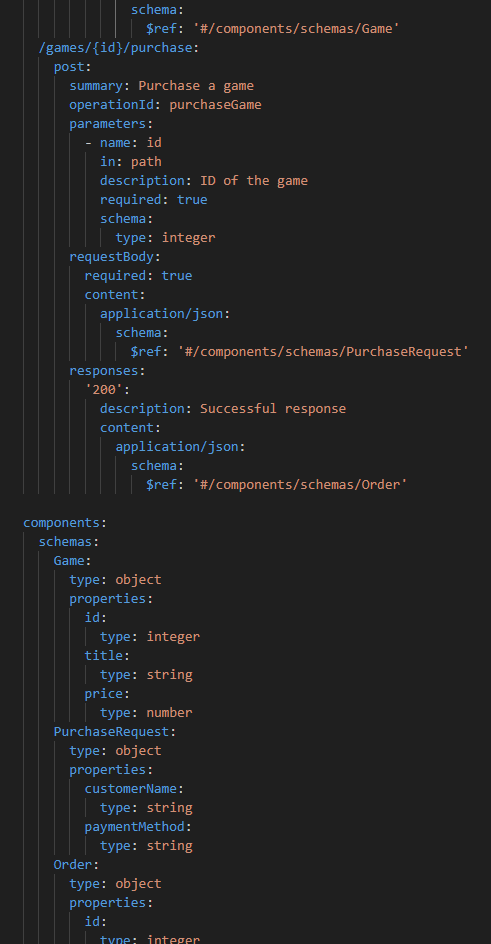 schema:
$ref: '#/components/schemas/Game'
/games/{id}/purchase:
post:
summary: Purchase a game
operationId: purchaseGame
parameters:
- name: id
in: path
description: ID of the game
required: true
schema:
type: integer
requestBody:
required: true
content:
application/json:
schema:
$ref: '#/components/schemas/PurchaseRequest'
responses:
'200':
description: Successful response
content:
application/json:
schema:
$ref: '#/components/schemas/Order'
components:
schemas:
Game:
type: object
properties:
id:
type: integer
title:
type: string
price:
type: number
PurchaseRequest:
type: object
properties:
customerName:
type: string
paymentMethod:
type: string
Order:
type: object
properties:
id:
type: integer